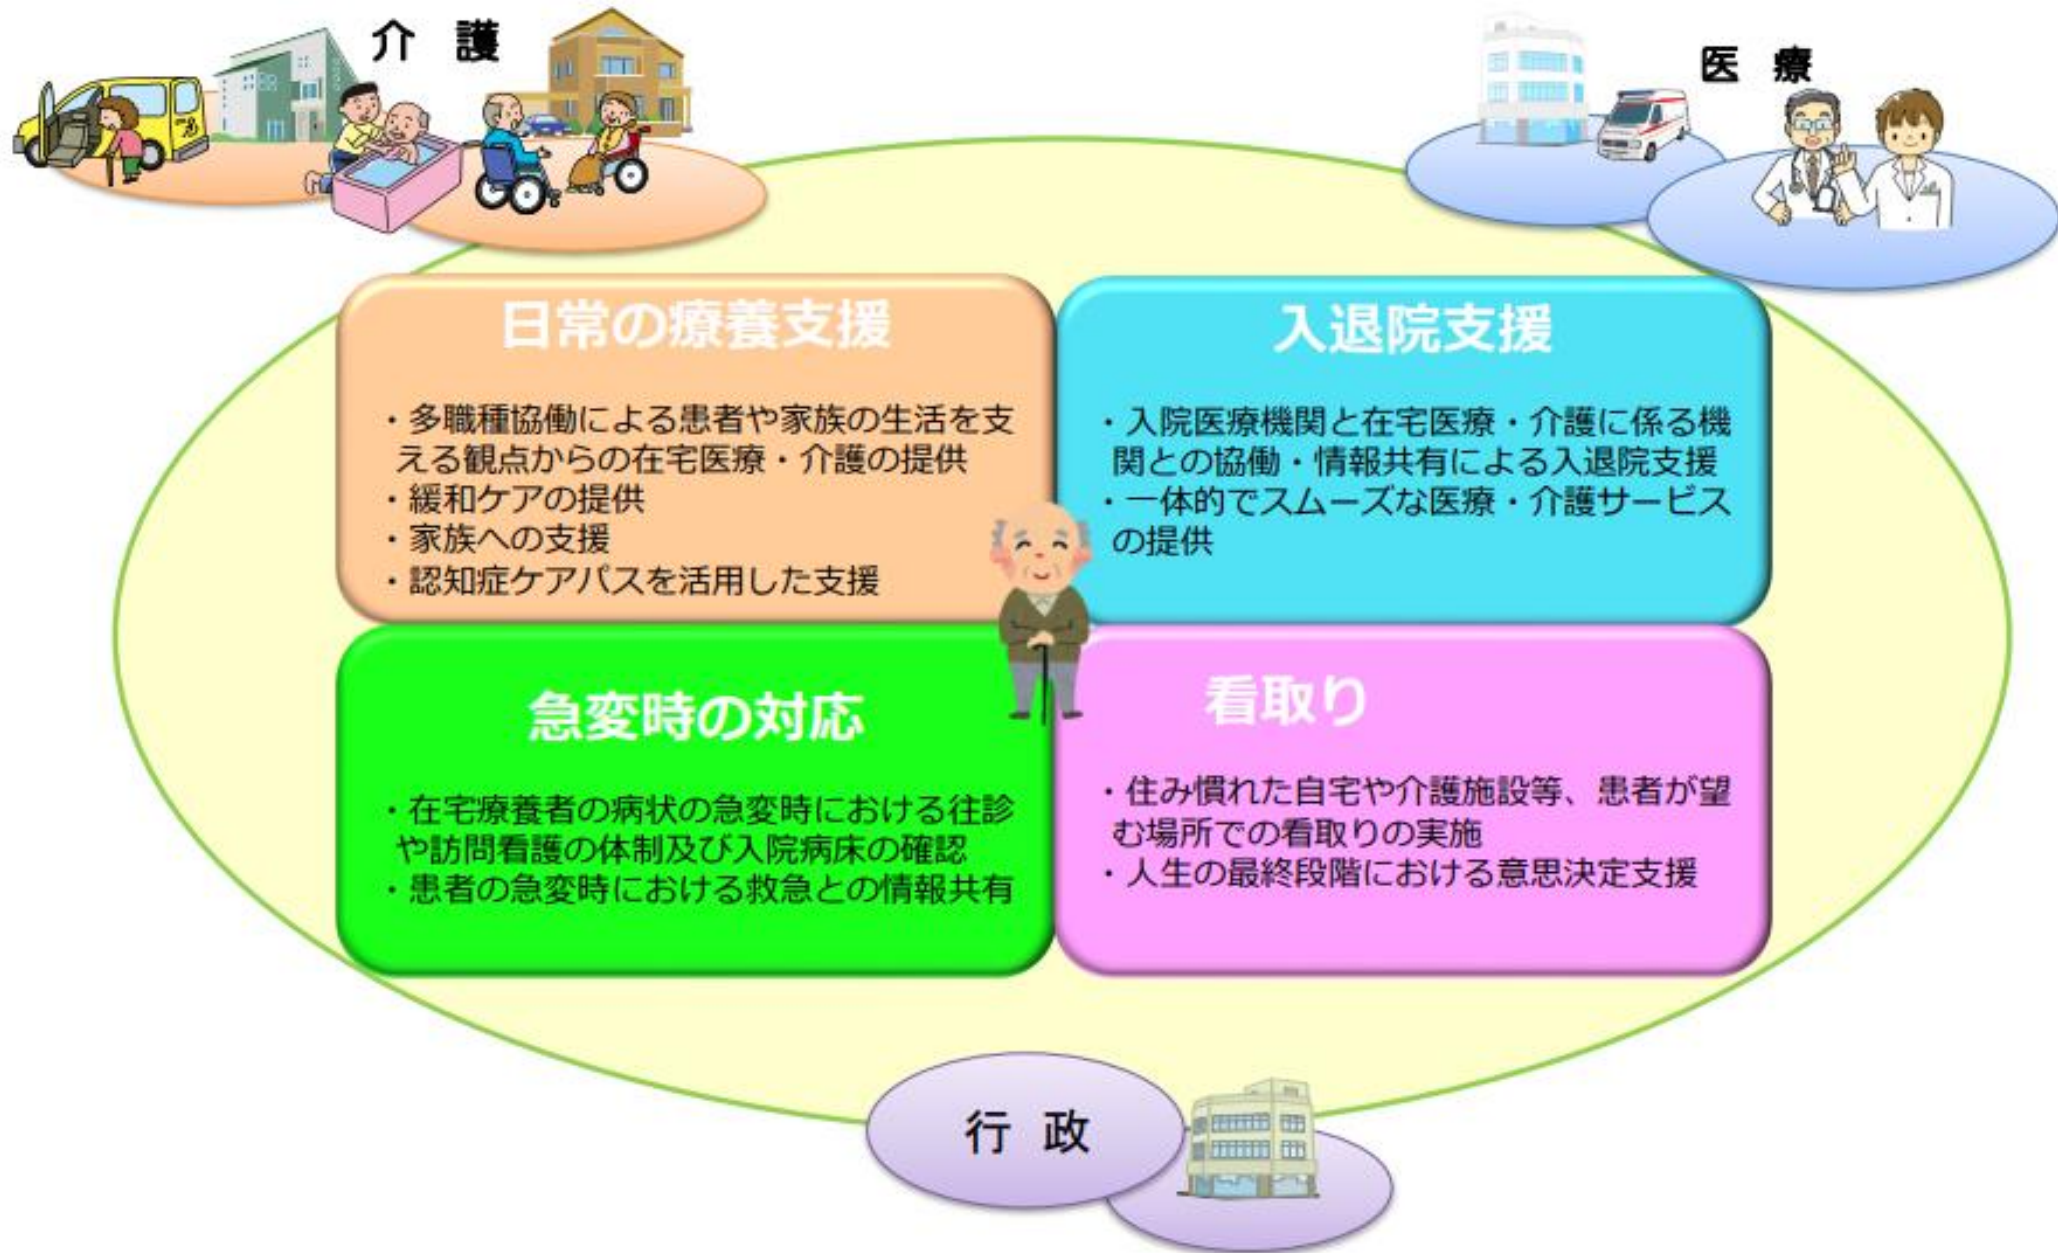 介 護
医 療
日常の療養支援
・多職種協働による患者や家族の生活を支
える観点からの在宅医療・介護の提供
・緩和ケアの提供
・家族への支援
・認知症ケアパスを活用した支援
入退院支援
・入院医療機関と在宅医療・介護に係る機
関との協働・情報共有による入退院支援
・一体的でスムーズな医療・介護サービス
の提供
急変時の対応
・在宅療養者の病状の急変時における往診
や訪問看護の体制及び入院病床の確認
・患者の急変時における救急との情報共有
看取り
・住み慣れた自宅や介護施設等、患者が望
む場所での看取りの実施
・人生の最終段階における意思決定支援
行 政